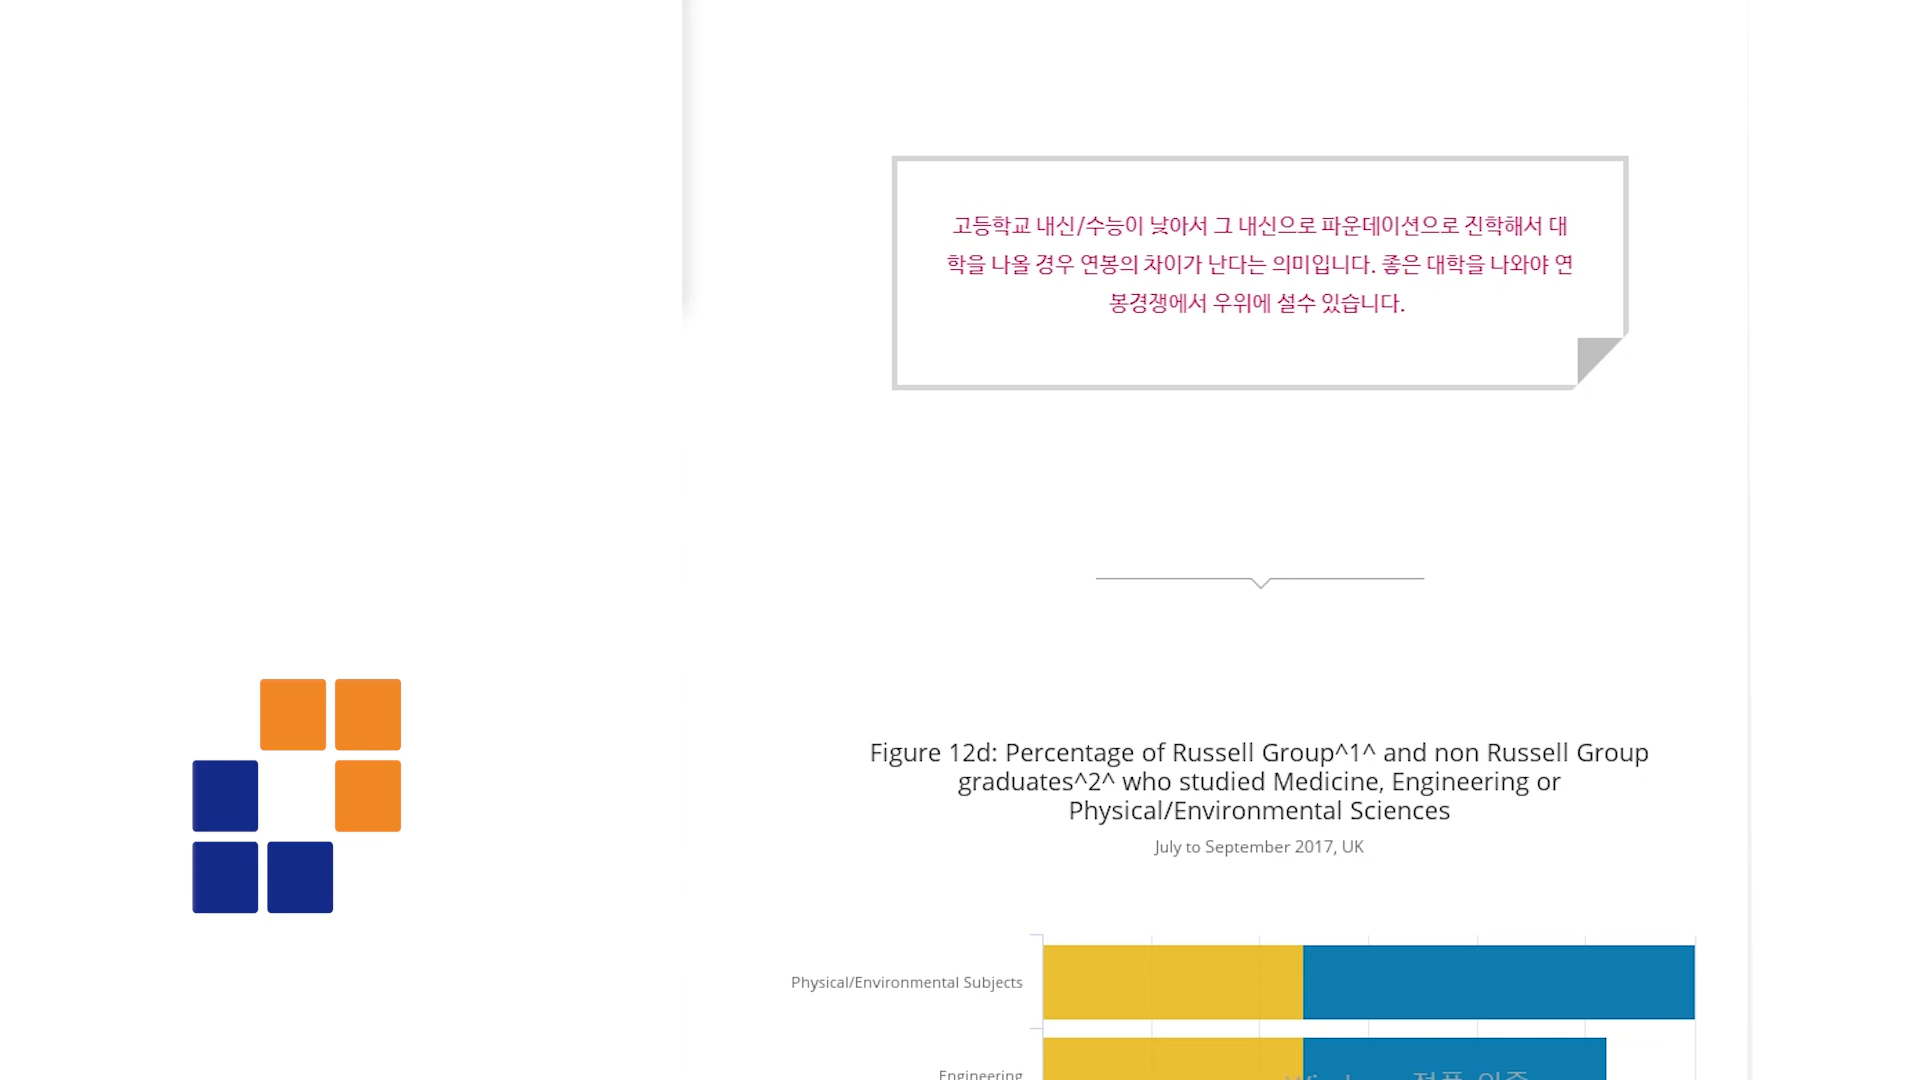 고등학교 내신/수능이 낮아서 그 내신으로 파운데이션으로 진학해서 대
학을 나올 경우 연봉의 차이가 난다는 의미입니다. 좋은 대학을 나와야 연
봉경쟁에서 우위에 설수 있습니다.
Figure 12d: Percentage of Russell Group^1^ and non Russell Group
graduates^2^ who studied Medicine, Engineering or
Physical/Environmental Sciences
July to September 2017, UK
Physical/Environmental Subjects
Engineering
Windows 정품 인증